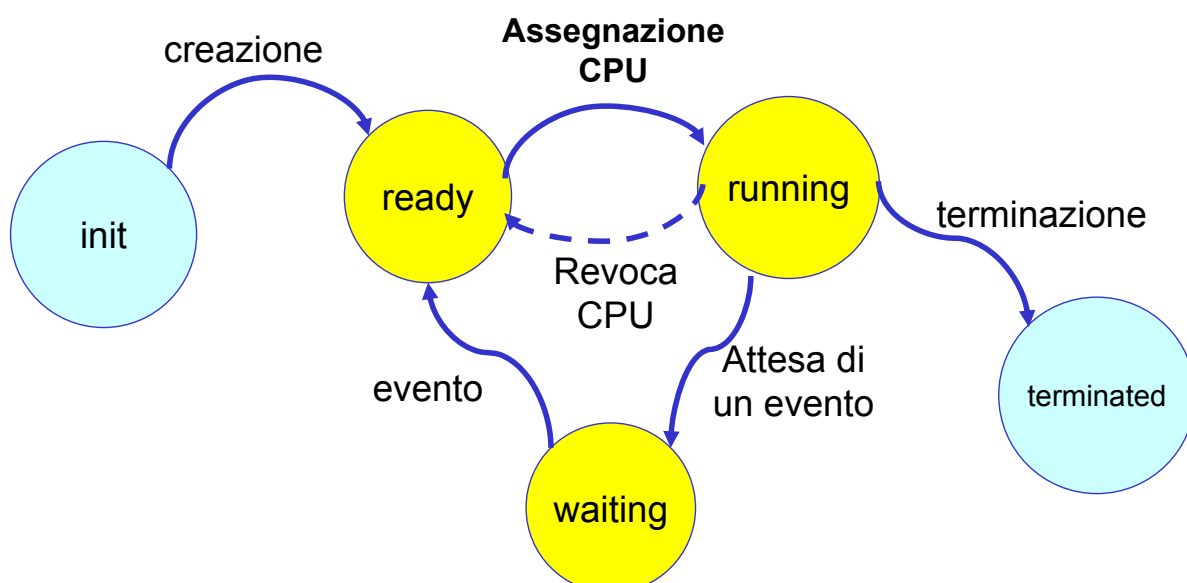 creazione
Assegnazione
CPU
init
ready
running
terminazione
Revoca
CPU
evento
Attesa di
un evento
terminated
waiting